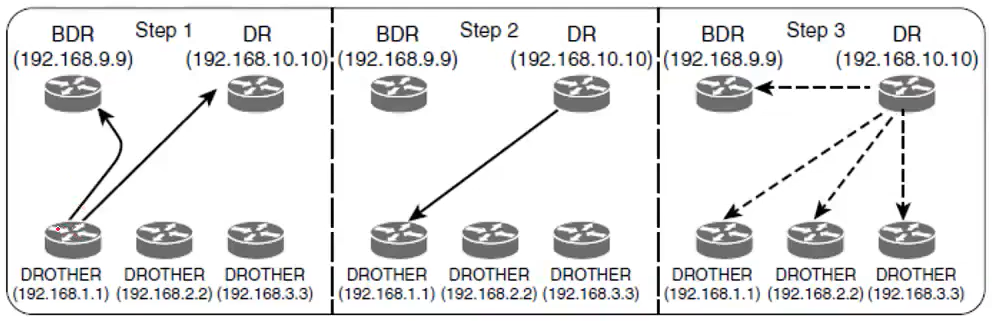 Step 1
BDR
DR
(192.168.9.9)
(192.168.10.10)
DROTHER
DROTHER
DROTHER
(192.168.1.1)
(192.168.2.2)
(192.168.3.3)
Step 2
BDR
DR
(192.168.9.9)
(192.168.10.10)
DROTHER
DROTHER
DROTHER
(192.168.1.1)
(192.168.2.2)
(192.168.3.3)
Step 3
BDR
DR
(192.168.9.9)
(192.168.10.10)
DROTHER
DROTHER
DROTHER
(192.168.1.1)
(192.168.2.2)
(192.168.3.3)